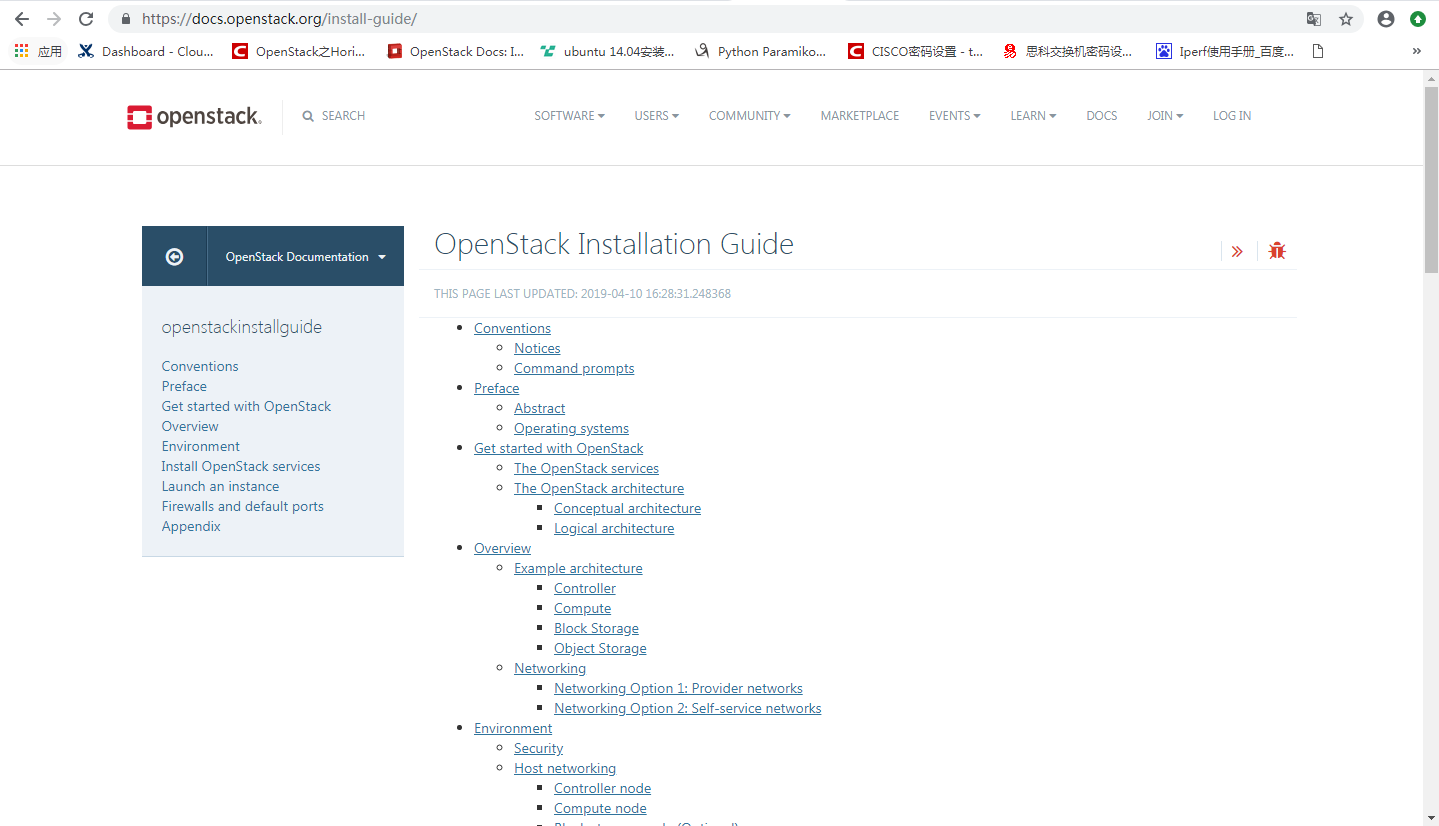 https://docs.openstack.org/install-guide/
应用 Dashboard - Clou... OpenStack之Hori... OpenStack Docs: I... ubuntu 14.04安装... Python Paramiko... CISCO密码设置 - t... 思科交换机密码设... Iperf使用手册_百度... »
openstack. SEARCH SOFTWARE USERS COMMUNITY MARKETPLACE EVENTS LEARN DOCS JOIN LOG IN
OpenStack Documentation
openstackinstallguide
Conventions
Preface
Get started with OpenStack
Overview
Environment
Install OpenStack services
Launch an instance
Firewalls and default ports
Appendix
OpenStack Installation Guide
THIS PAGE LAST UPDATED: 2019-04-10 16:28:31.248368
Conventions
Notices
Command prompts
Preface
Abstract
Operating systems
Get started with OpenStack
The OpenStack services
The OpenStack architecture
Conceptual architecture
Logical architecture
Overview
Example architecture
Controller
Compute
Block Storage
Object Storage
Networking
Networking Option 1: Provider networks
Networking Option 2: Self-service networks
Environment
Security
Host networking
Controller node
Compute node